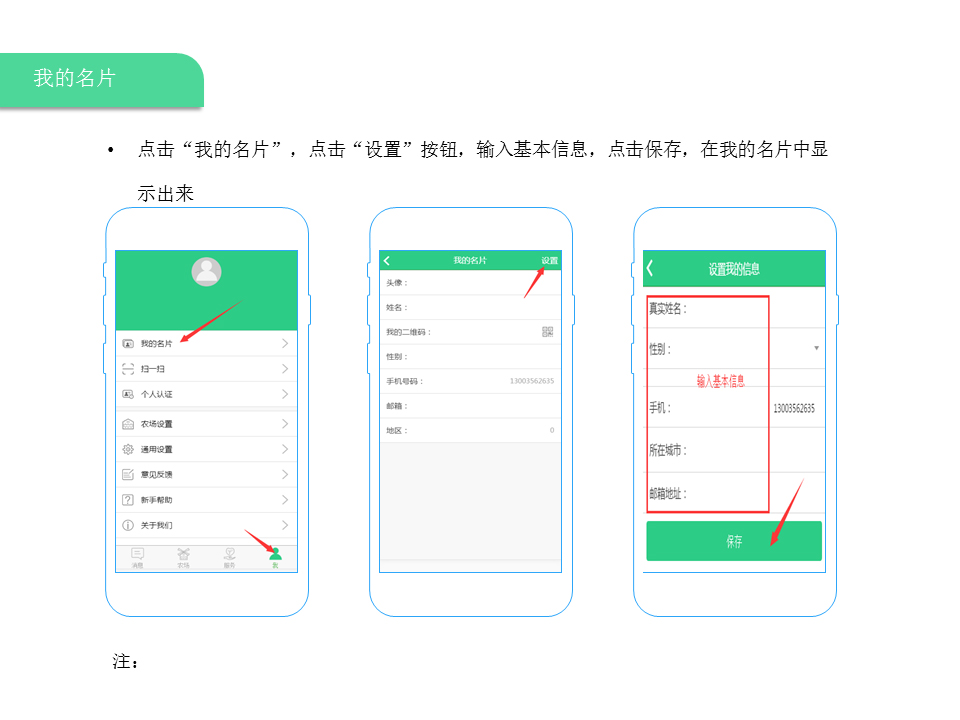 我的名片
• 点击“我的名片”，点击“设置”按钮，输入基本信息，点击保存，在我的名片中显
示出来
我的名片
扫一扫
个人认证
农场设置
通用设置
意见反馈
新手帮助
关于我们
消息 农场 服务 我
我的名片 设置
头像：
姓名：
我的二维码：
性别：
手机号码： 13003562635
邮箱：
地区： 0
设置我的信息
真实姓名：
性别：
输入基本信息
手机： 13003562635
所在城市：
邮箱地址：
保存
注：